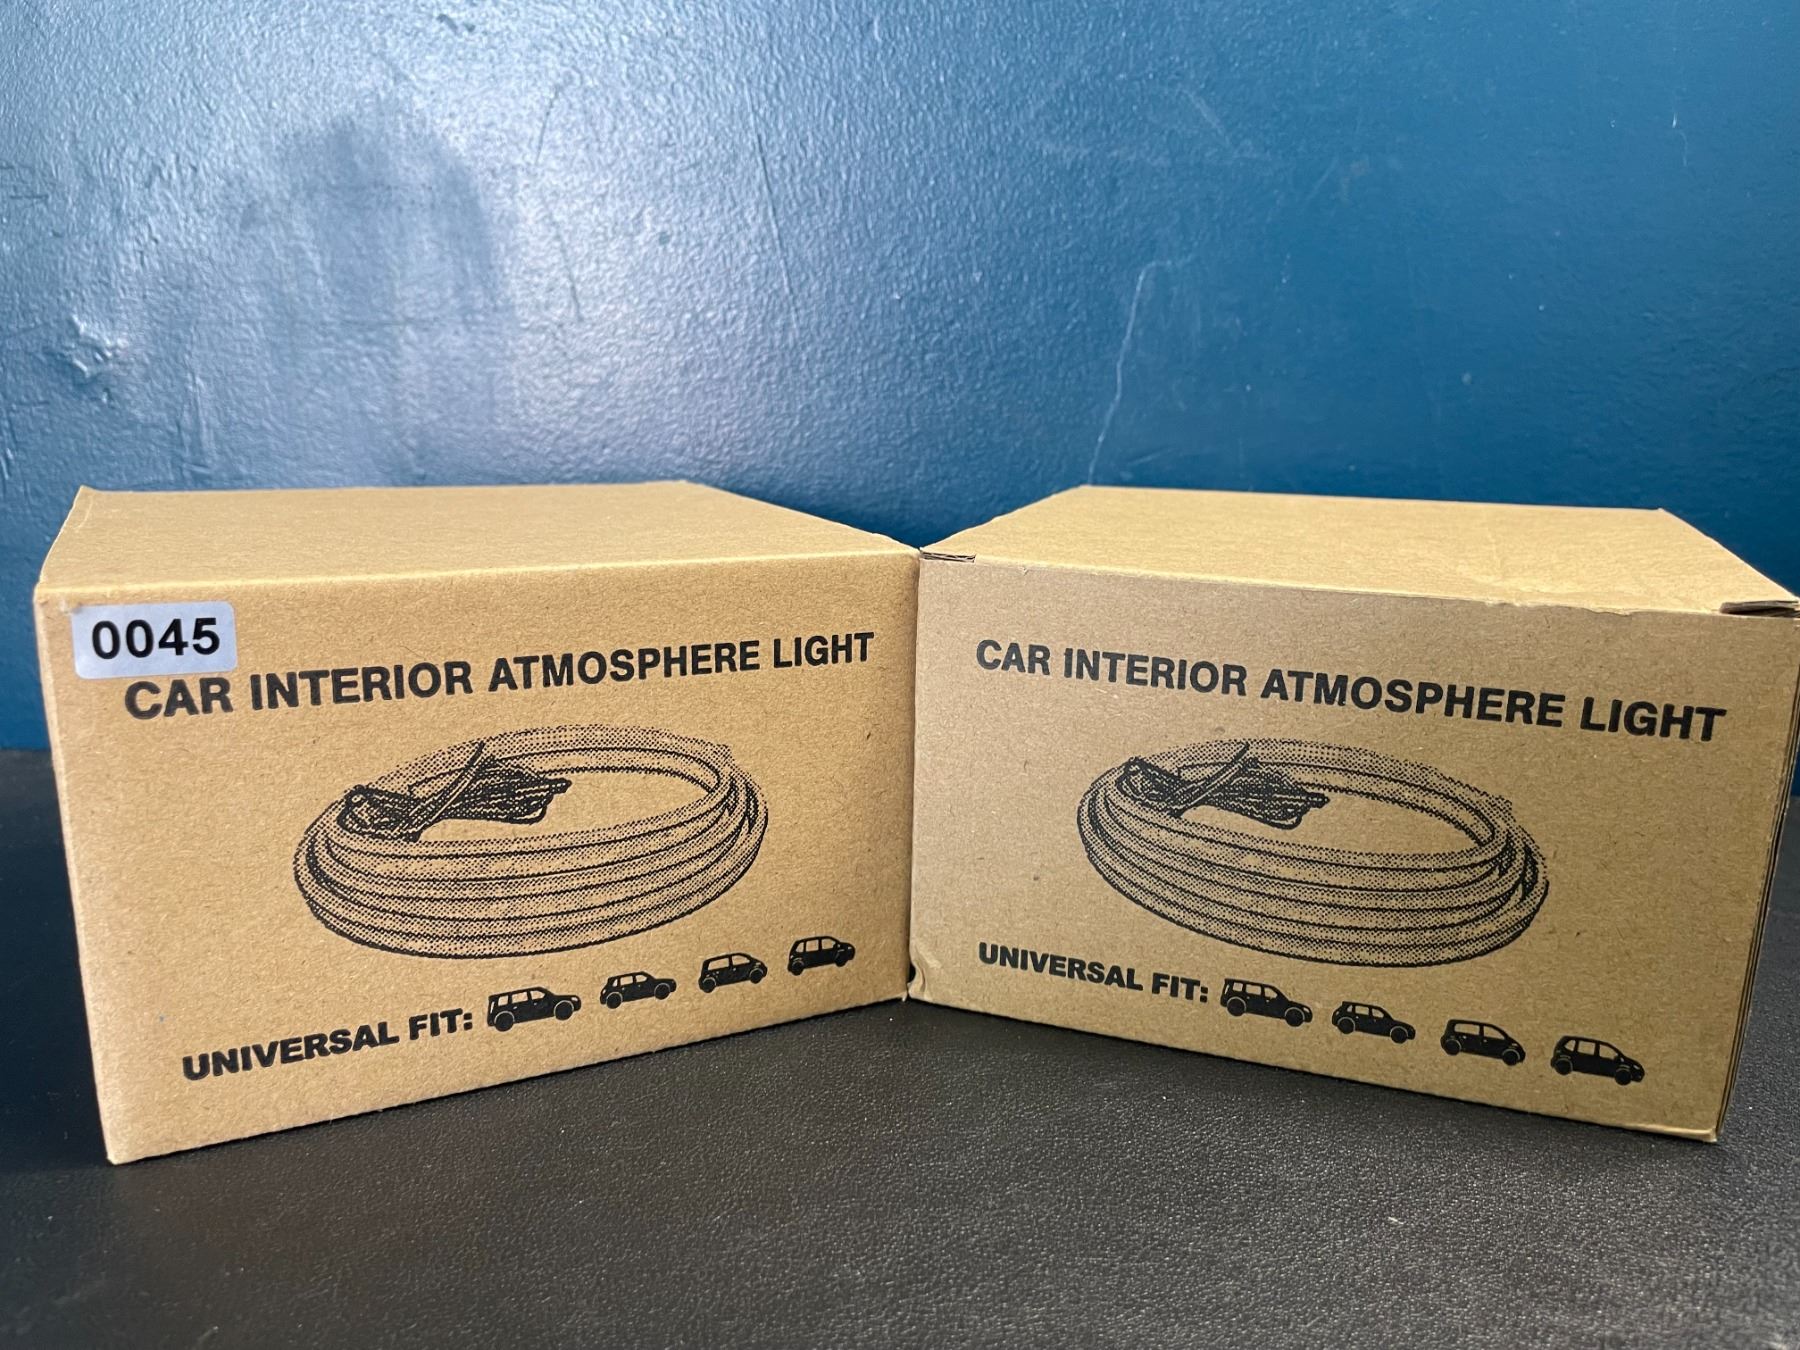 0045
CAR INTERIOR ATMOSPHERE LIGHT
UNIVERSAL FIT:
CAR INTERIOR ATMOSPHERE LIGHT
UNIVERSAL FIT: